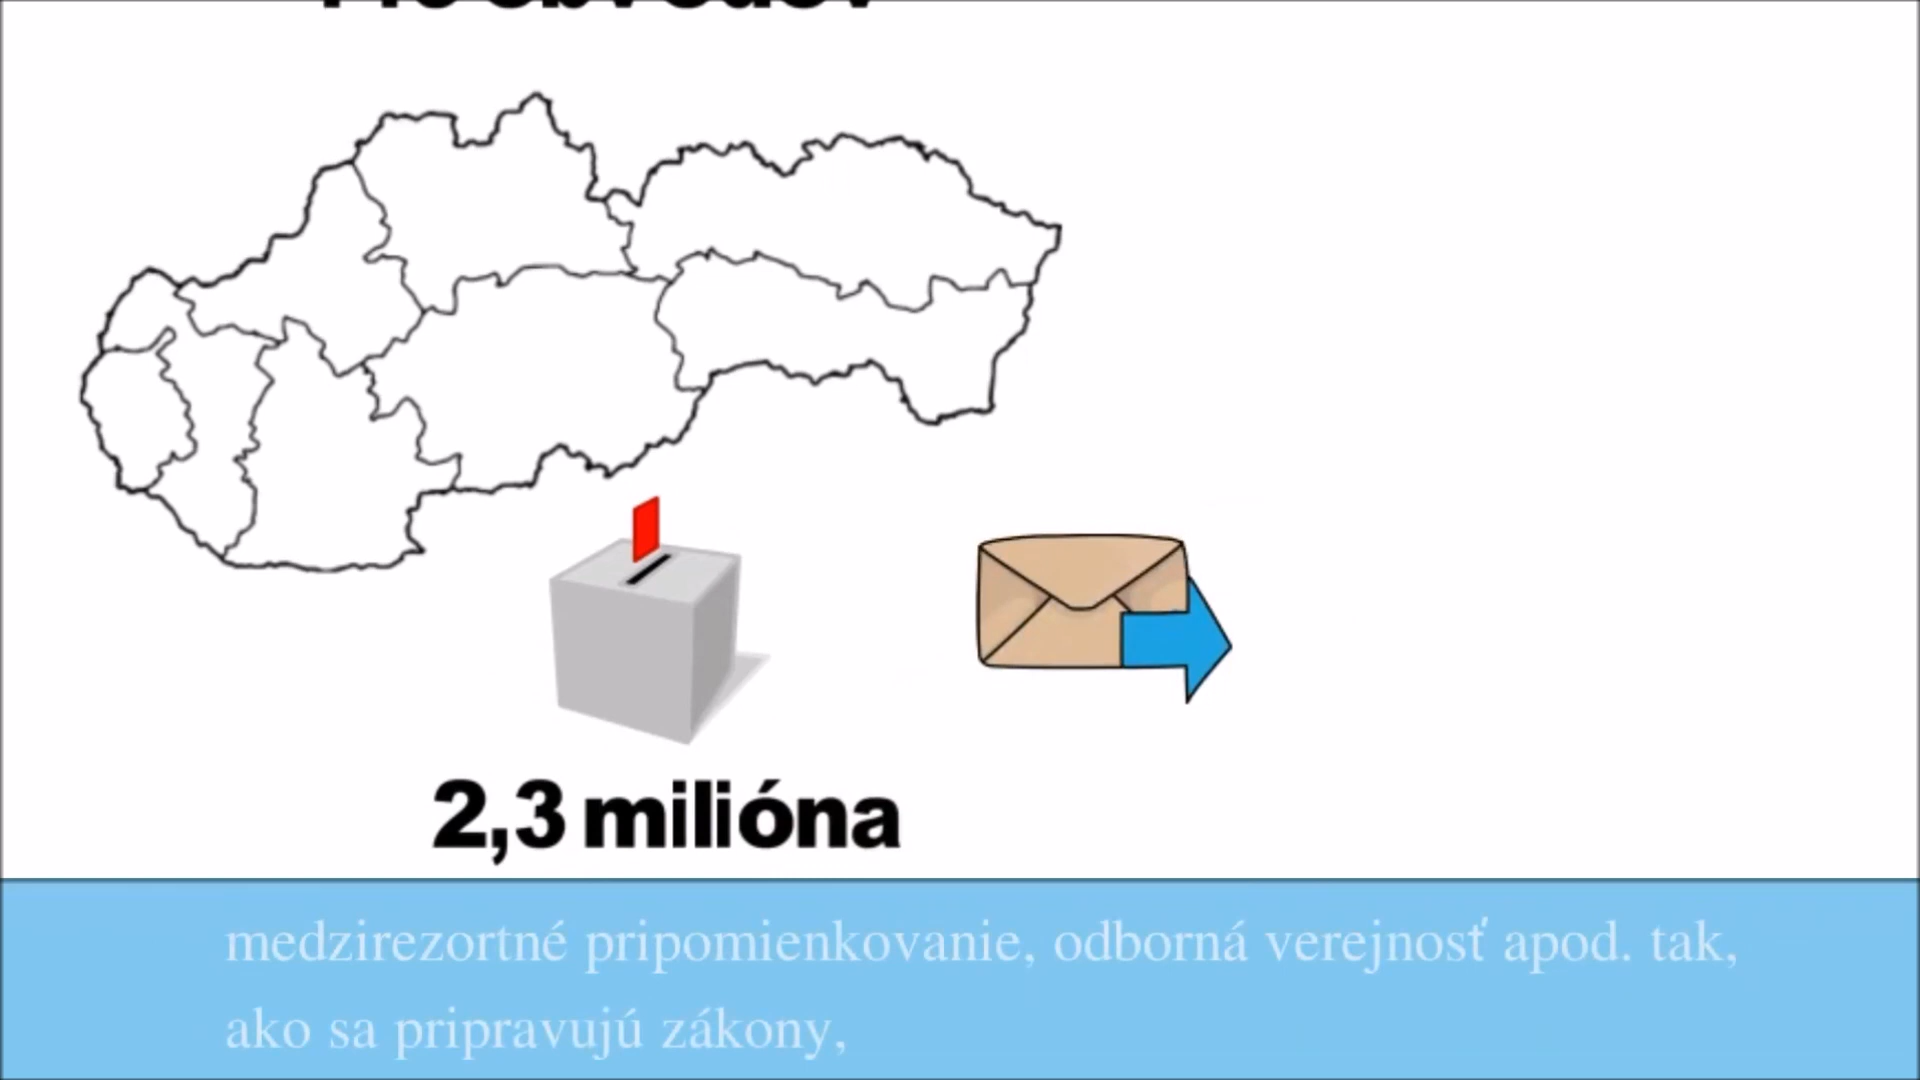 2,3 milióna
medzirezortné pripomienkovanie, odborná verejnosť apod. tak,
ako sa pripravujú zákony,